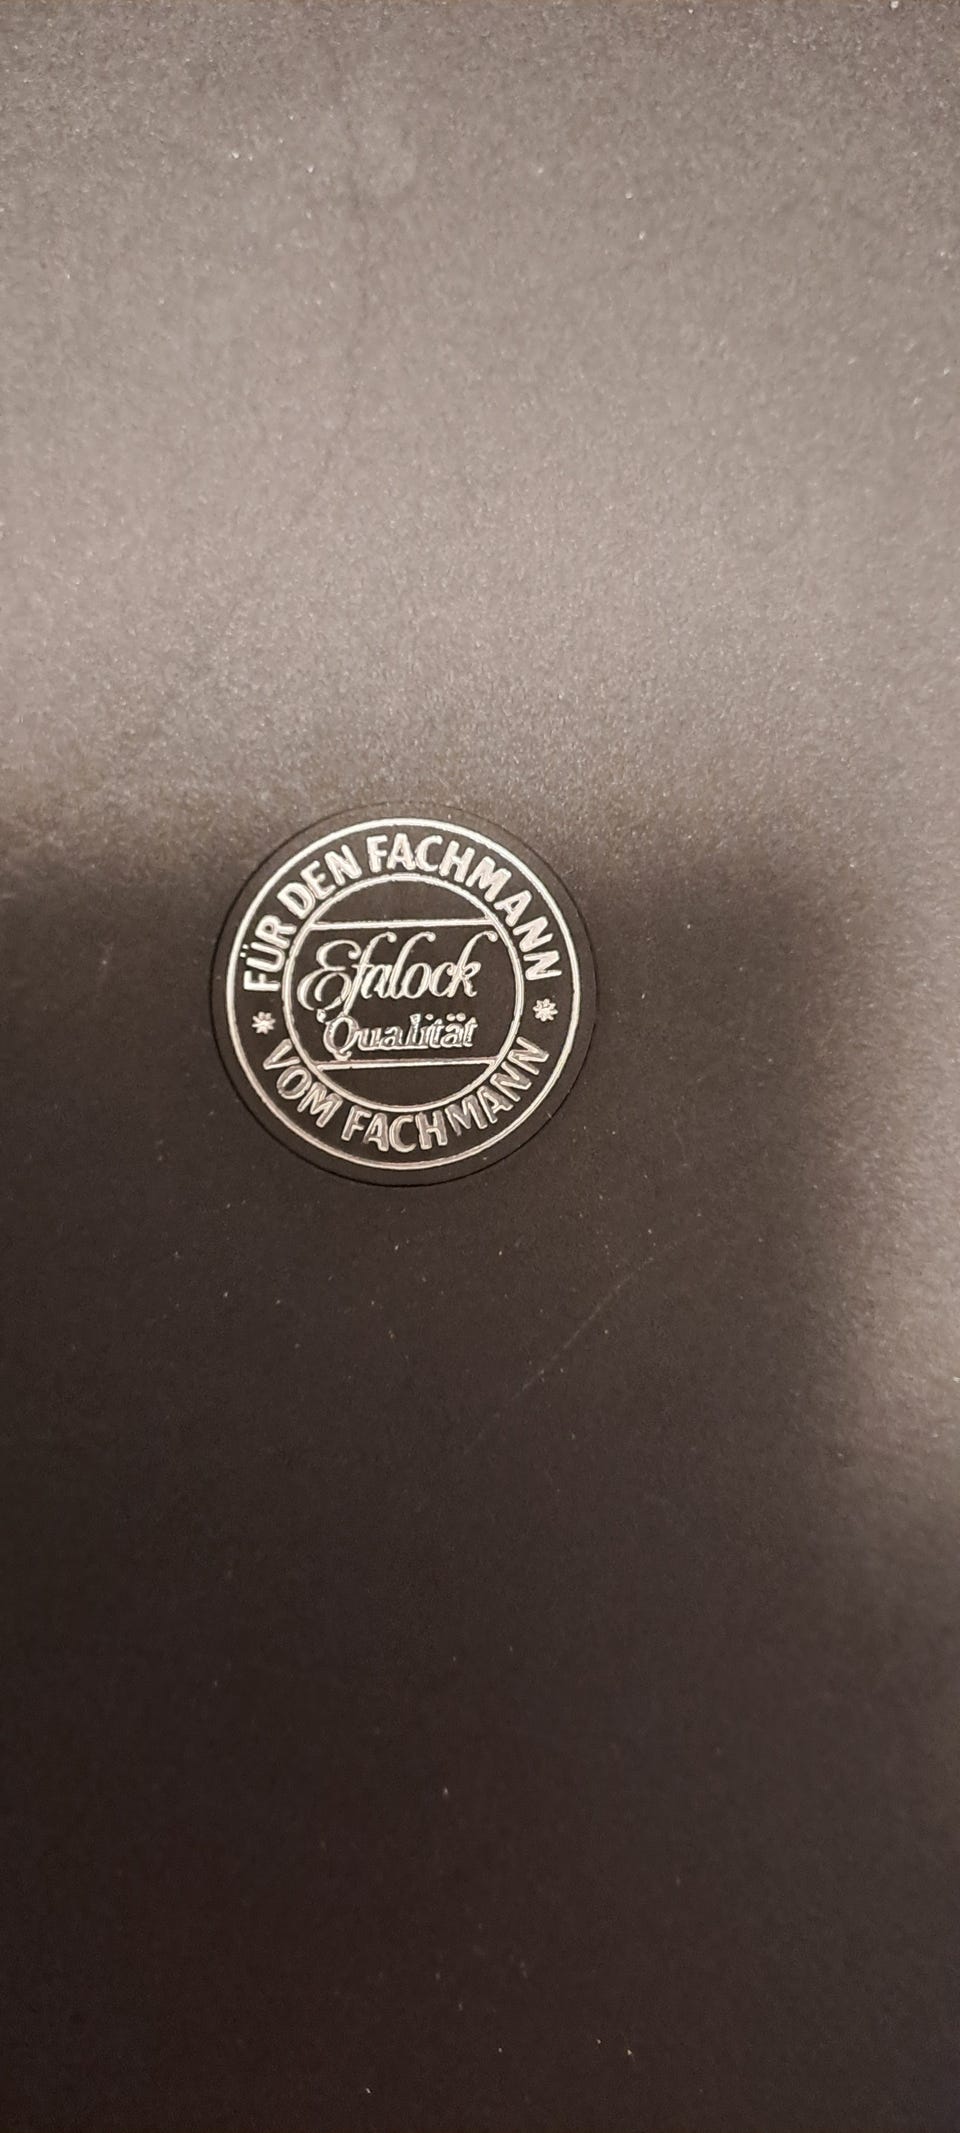 FÜR DEN FACHMANN
Efalock
Qualität
VOM FACHMANN